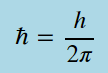 ℏ = h / 2π